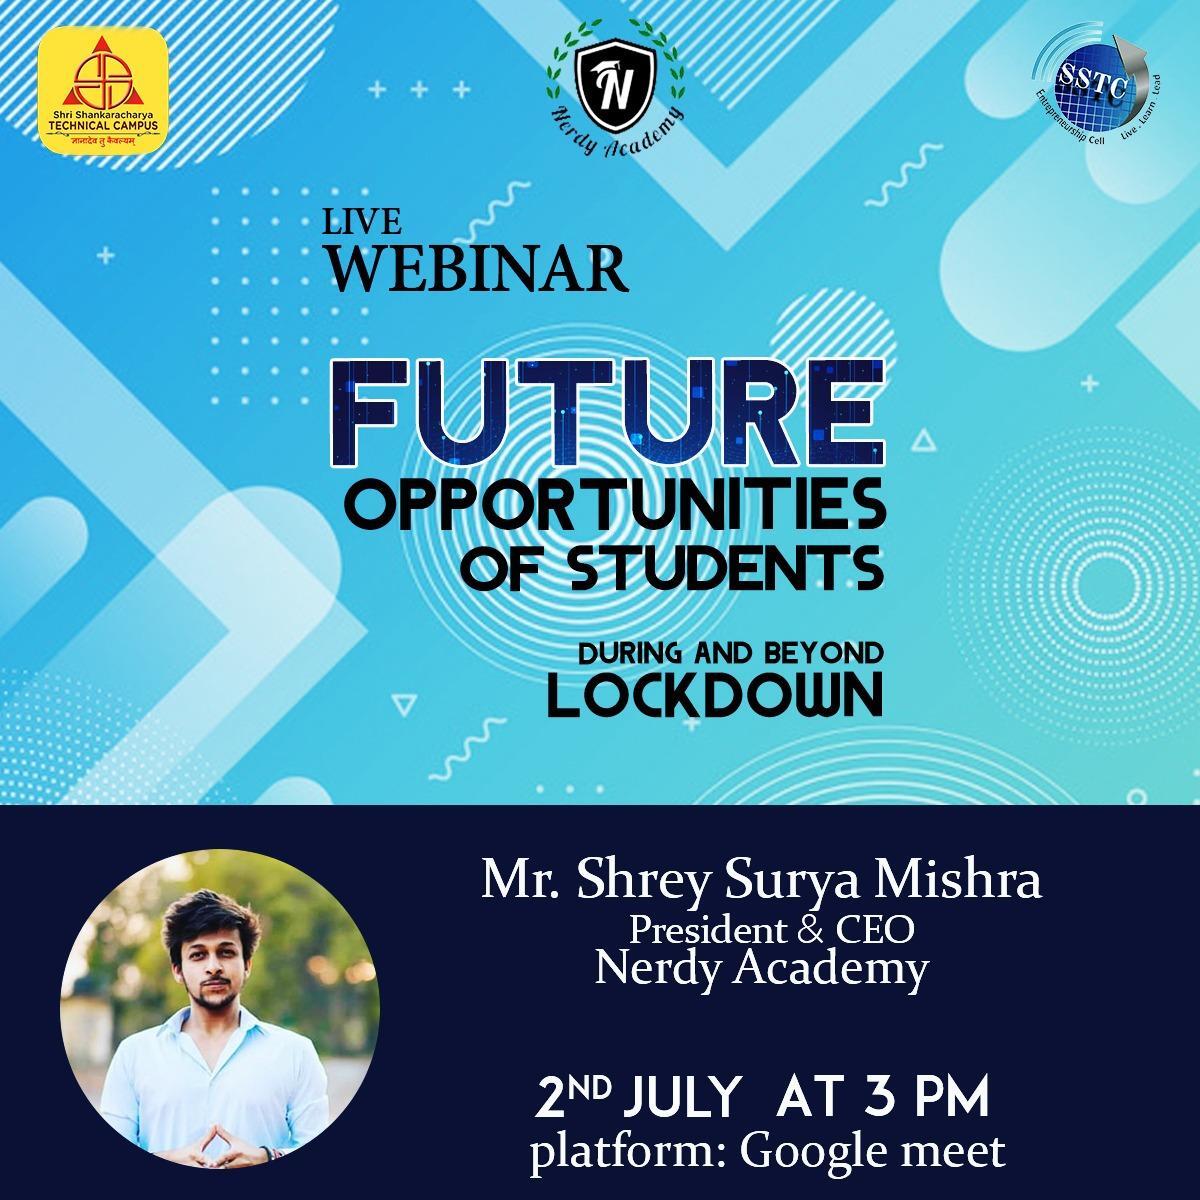 Shri Shankaracharya
TECHNICAL CAMPUS
ज्ञानादेव तु कैवल्यम्
N
Nerdy Academy
SSTC
Entrepreneurship Cell
Live . Learn . Lead
LIVE
WEBINAR
FUTURE
OPPORTUNITIES
OF STUDENTS
DURING AND BEYOND
LOCKDOWN
Mr. Shrey Surya Mishra
President & CEO
Nerdy Academy
2ND JULY AT 3 PM
platform: Google meet